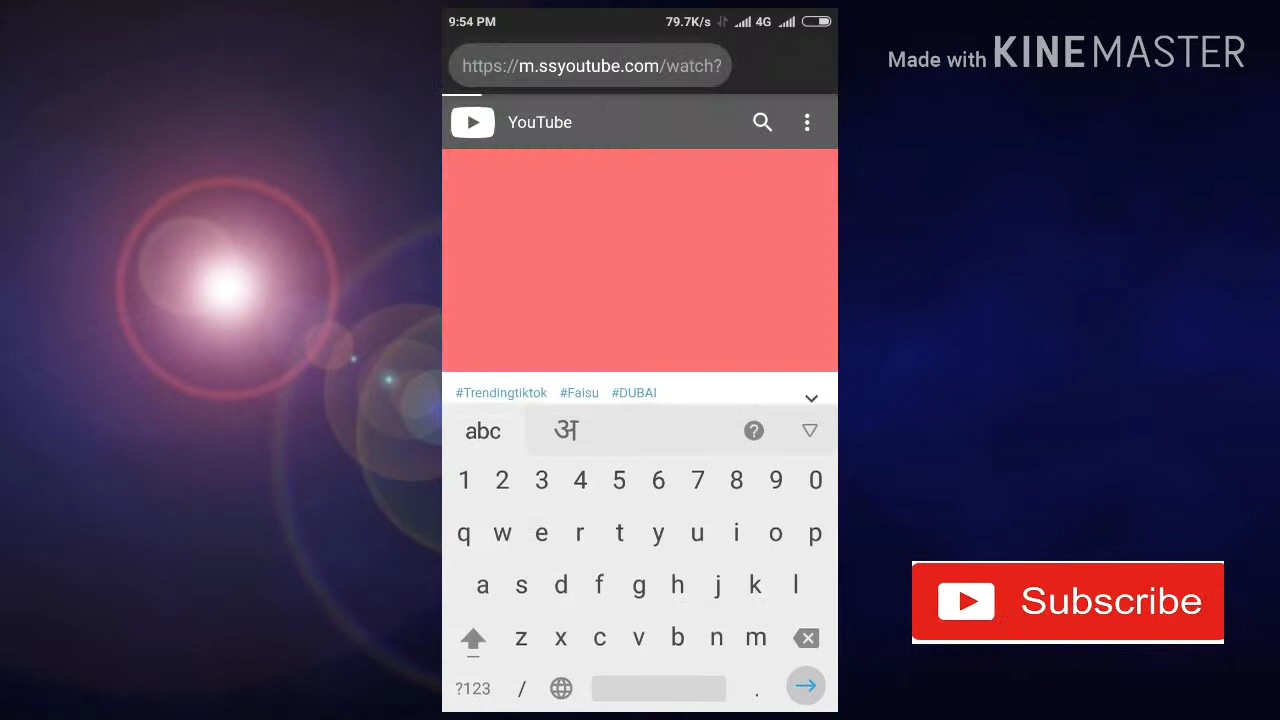 9:54 PM 79.7K/s 4G
Made with KINEMASTER
https://m.ssyoutube.com/watch?
YouTube
#Trendingtiktok #Faisu #DUBAI
abc अ ?
1 2 3 4 5 6 7 8 9 0
q w e r t y u i o p
a s d f g h j k l
z x c v b n m
Subscribe
?123 / .